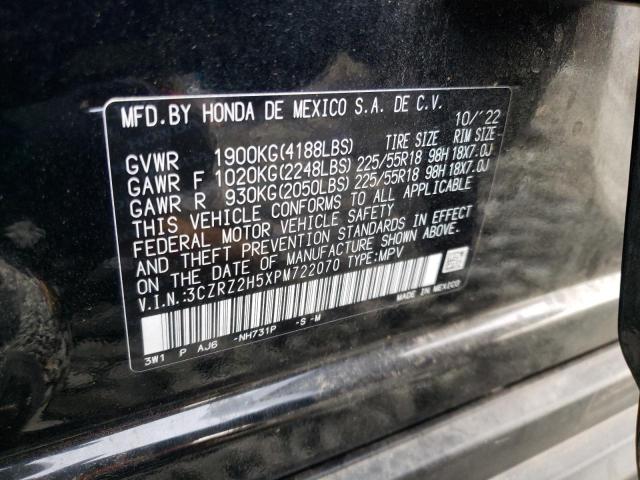 MFD. BY HONDA DE MEXICO S.A. DE C.V. 10/'22
TIRE SIZE RIM SIZE
GVWR 1900KG(4188LBS)
GAWR F 1020KG(2248LBS) 225/55R18 98H 18X7.0J
GAWR R 930KG(2050LBS) 225/55R18 98H 18X7.0J
THIS VEHICLE CONFORMS TO ALL APPLICABLE
FEDERAL MOTOR VEHICLE SAFETY
AND THEFT PREVENTION STANDARDS IN EFFECT
ON THE DATE OF MANUFACTURE SHOWN ABOVE.
V.I.N.:3CZRZ2H5XPM722070 TYPE:MPV
MADE IN MEXICO
3W1 P AJ6 -NH731P -S -M